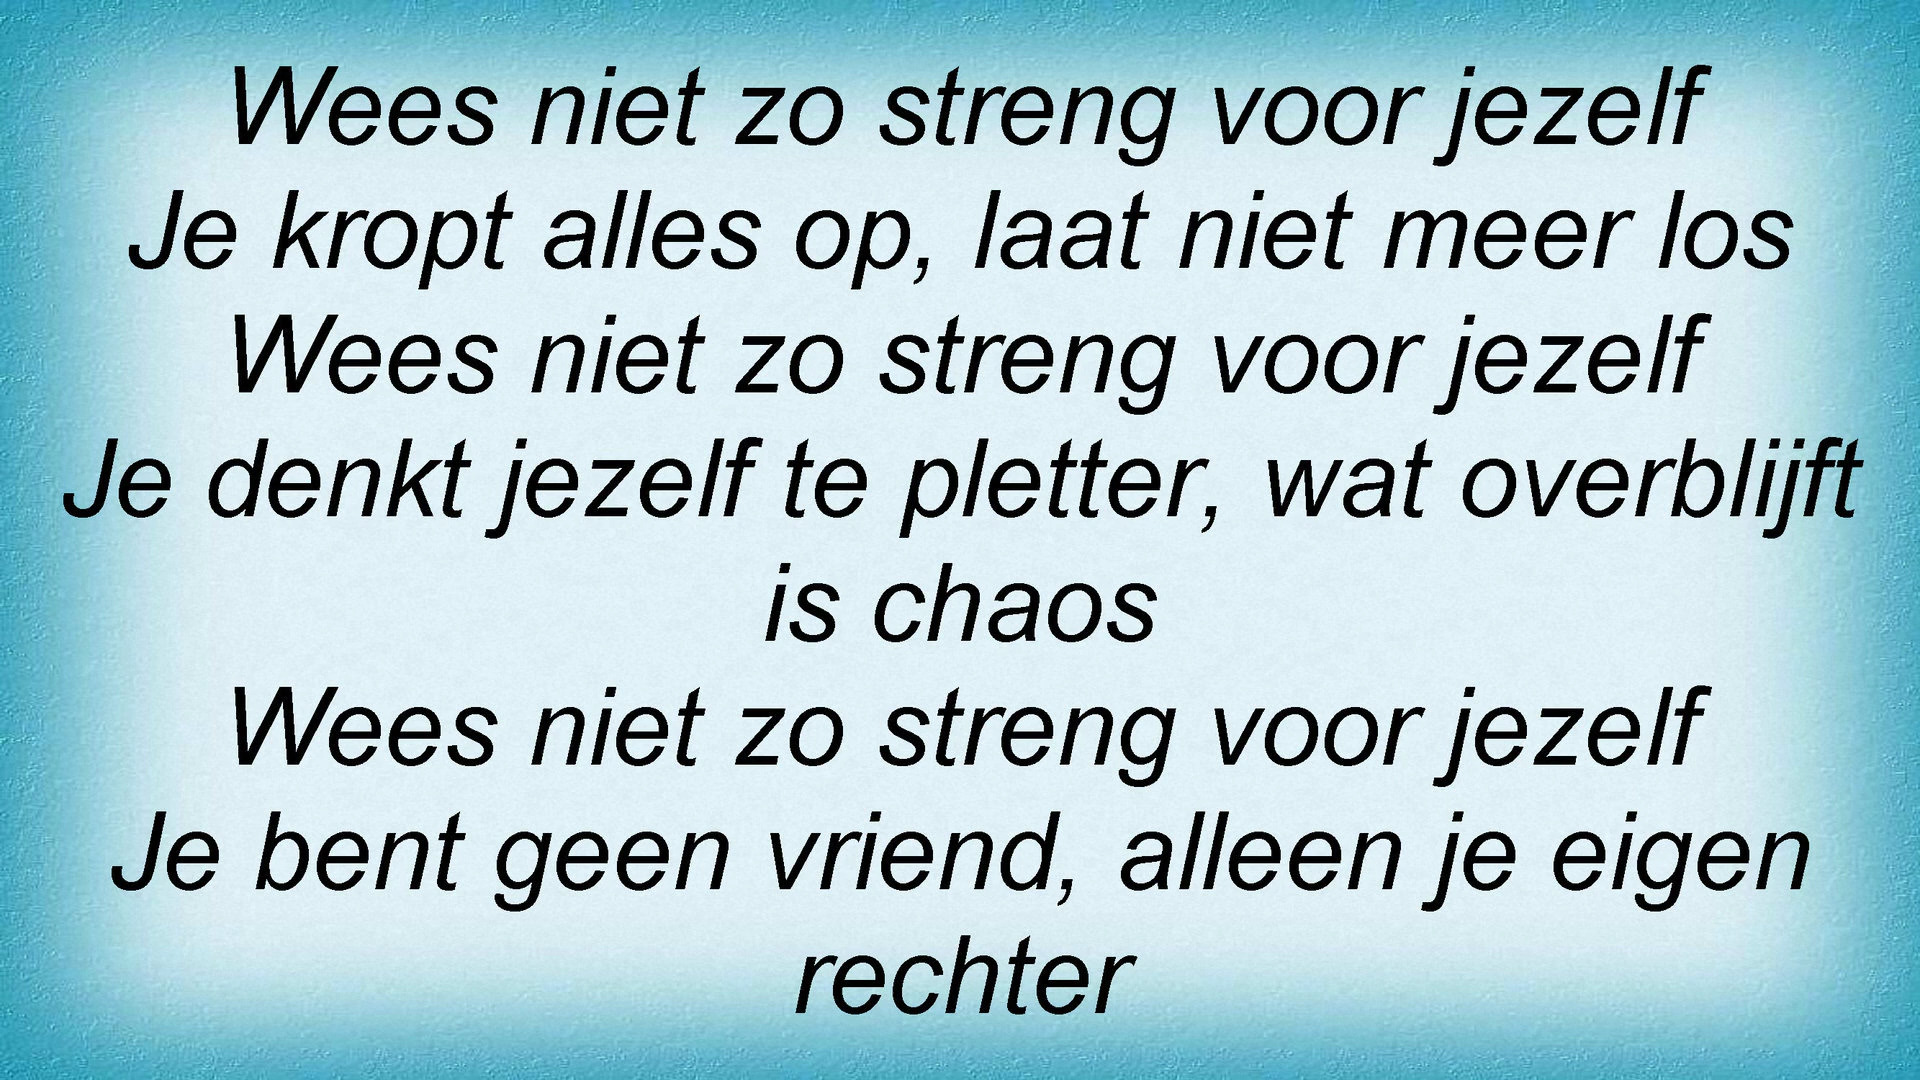 Wees niet zo streng voor jezelf
Je kropt alles op, laat niet meer los
Wees niet zo streng voor jezelf
Je denkt jezelf te pletter, wat overblijft
is chaos
Wees niet zo streng voor jezelf
Je bent geen vriend, alleen je eigen
rechter